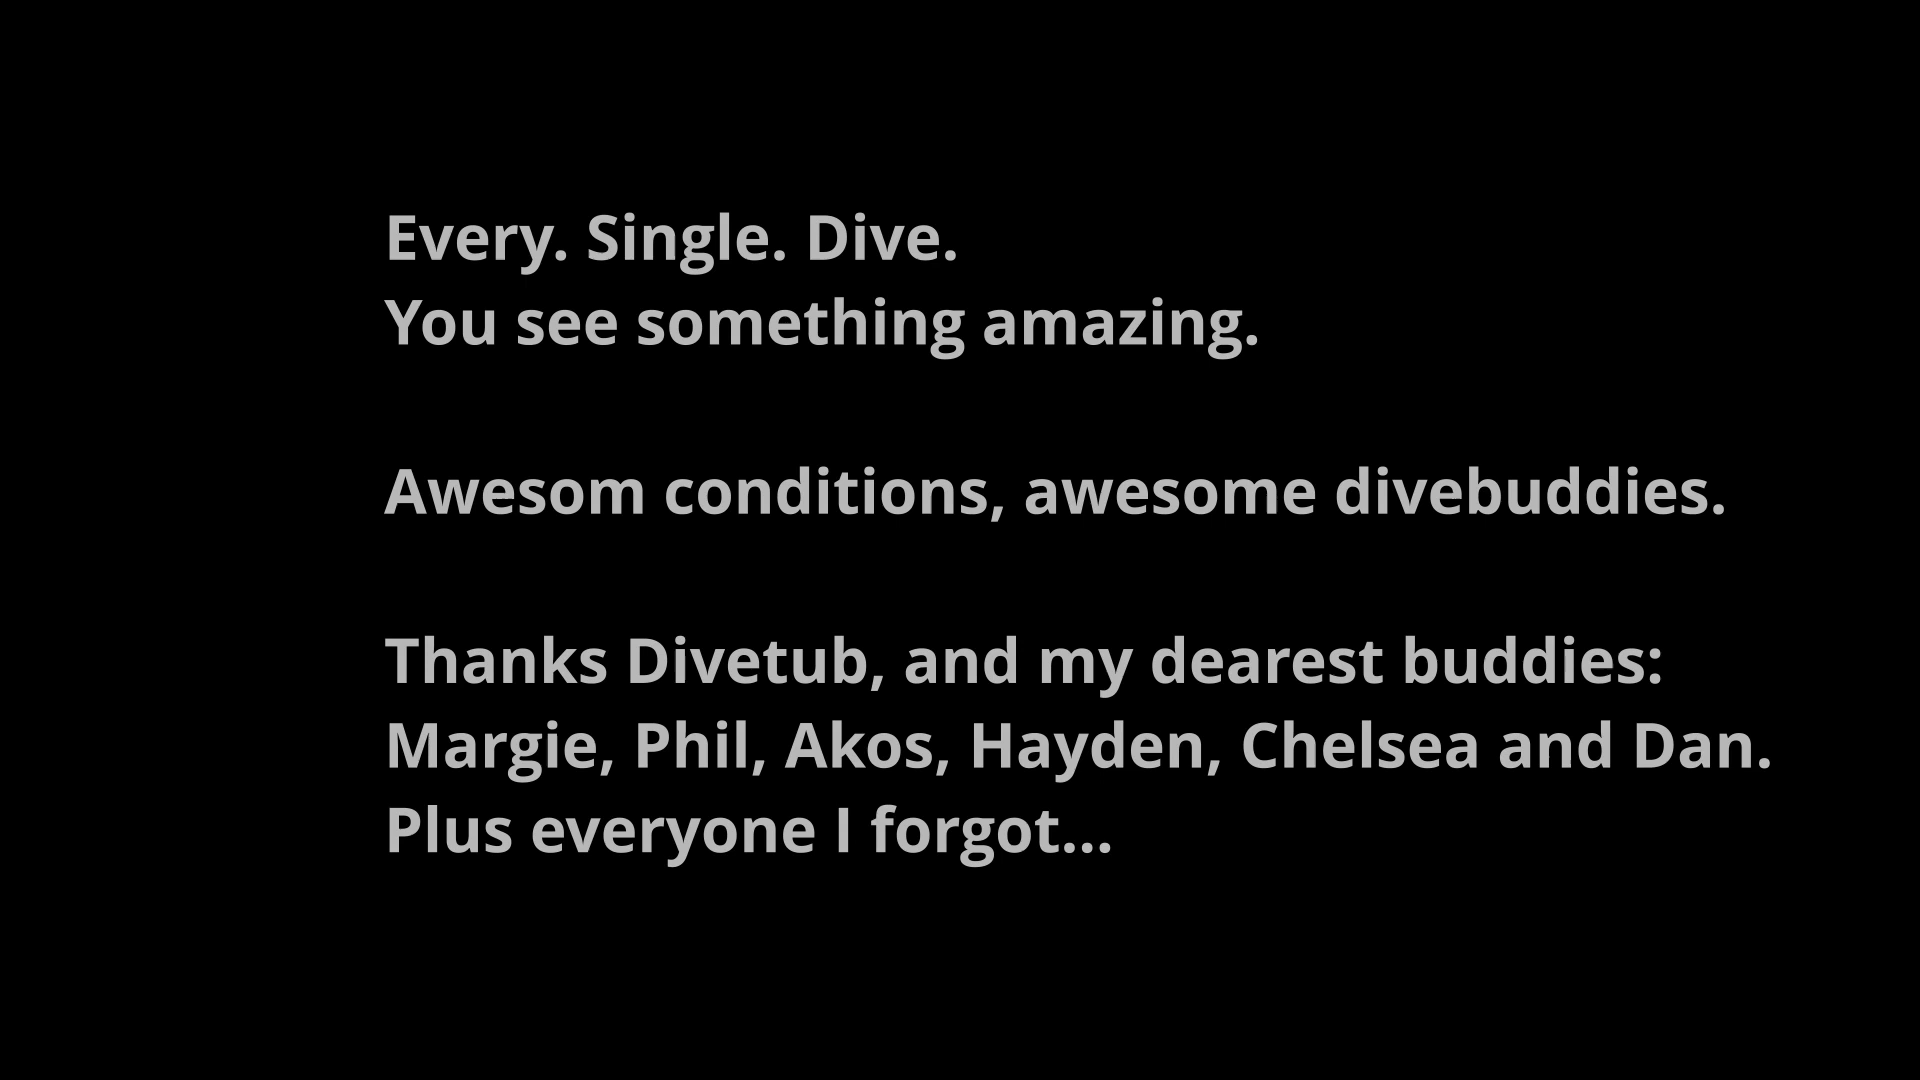 Every. Single. Dive.
You see something amazing.
Awesom conditions, awesome divebuddies.
Thanks Divetub, and my dearest buddies:
Margie, Phil, Akos, Hayden, Chelsea and Dan.
Plus everyone I forgot...